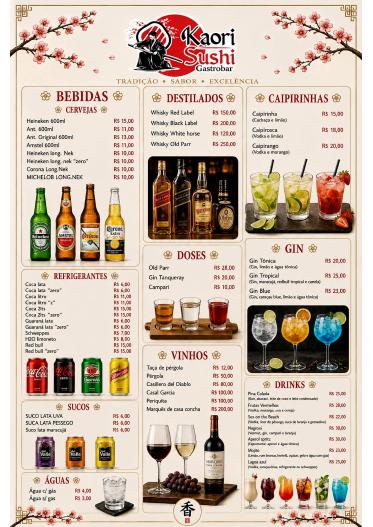 Kaori
Sushi
Gastrobar
TRADIÇÃO • SABOR • EXCELÊNCIA
BEBIDAS
CERVEJAS
Heineken 600ml R$ 15,00
Ant. 600ml R$ 11,00
Ant. Original 600ml R$ 13,00
Amstel 600ml R$ 11,00
Heineken long. Nek R$ 10,00
Heineken long. nek "zero" R$ 10,00
Corona Long.Nek R$ 10,00
MICHELOB LONG.NEK R$ 10,00
REFRIGERANTES
Coca lata R$ 6,00
Coca lata "zero" R$ 6,00
Coca litro R$ 11,00
Coca litro "z" R$ 11,00
Coca 2lts R$ 15,00
Coca 2lts "zero" R$ 15,00
Guaraná lata R$ 6,00
Guaraná lata "zero" R$ 6,00
Schweppes R$ 7,00
H2O limoneto R$ 8,00
Red bull R$ 15,00
Red bull "zero" R$ 15,00
SUCOS
SUCO LATA UVA R$ 6,00
SUCA LATA PESSEGO R$ 6,00
Suco lata maracujá R$ 6,00
ÁGUAS
Água c/ gás R$ 4,00
Água s/ gás R$ 3,00
DESTILADOS
Whisky Red Label R$ 150,00
Whisky Black Label R$ 200,00
Whisky White horse R$ 120,00
Whisky Old Parr R$ 250,00
DOSES
Old Parr R$ 28,00
Gin Tanqueray R$ 20,00
Campari R$ 10,00
VINHOS
Taça de pérgola R$ 12,00
Pérgola R$ 50,00
Casillero del Diablo R$ 80,00
Casal Garcia R$ 100,00
Periquita R$ 100,00
Marquês de casa concha R$ 200,00
香
CAIPIRINHAS
Caipirinha R$ 15,00
(Cachaça e limão)
Caipirosca R$ 18,00
(Vodka e limão)
Caipirango R$ 20,00
(Vodka e morango)
GIN
Gin Tônica R$ 20,00
(Gin, limão e água tônica)
Gin Tropical R$ 25,00
(Gin, maracujá, redbull tropical e canela)
Gin Blue R$ 23,00
(Gin, curaçau blue, limão e água tônica)
DRINKS
Pina Colada R$ 25,00
Frutas Vermelhas R$ 28,00
Sex on the Beach R$ 22,00
Negroni R$ 30,00
Aperol spritz R$ 30,00
Mojito R$ 23,00
Lagoa azul R$ 25,00